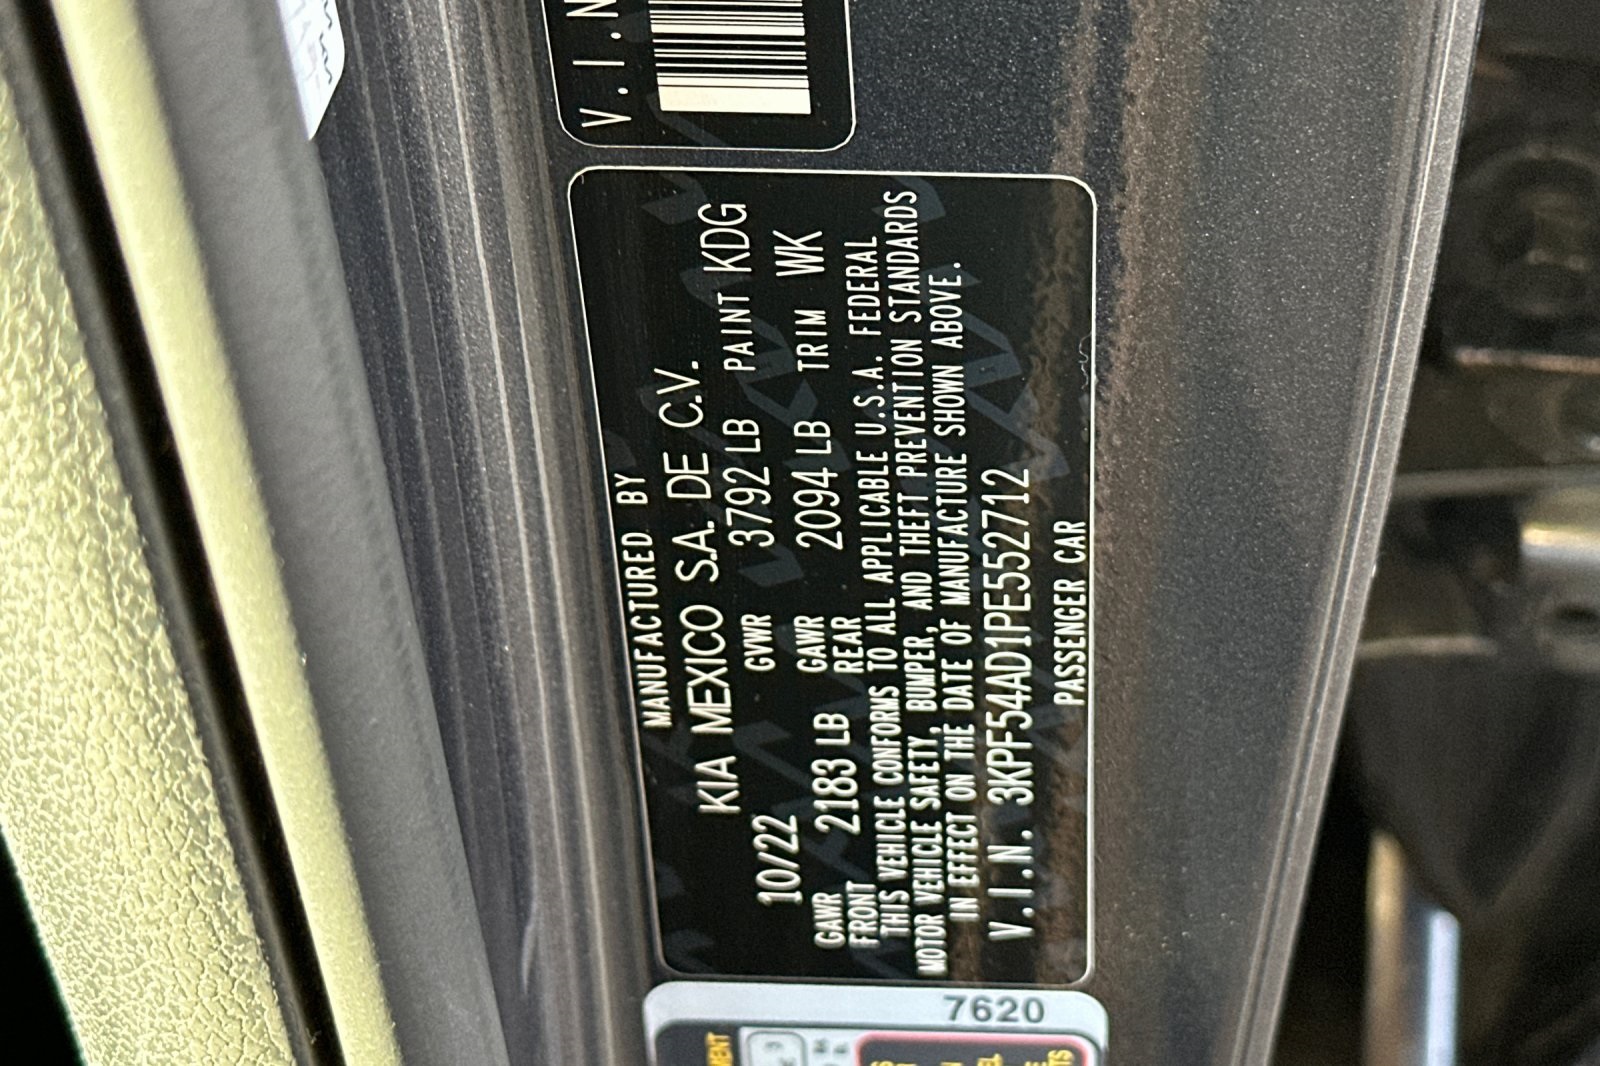 MANUFACTURED BY
KIA MEXICO S.A. DE C.V.
10/22 GVWR 3792 LB PAINT KDG
GAWR FRONT 2183 LB GAWR REAR 2094 LB TRIM WK
THIS VEHICLE CONFORMS TO ALL APPLICABLE U.S.A. FEDERAL
MOTOR VEHICLE SAFETY, BUMPER, AND THEFT PREVENTION STANDARDS
IN EFFECT ON THE DATE OF MANUFACTURE SHOWN ABOVE.
V.I.N. 3KPF54AD1PE552712
PASSENGER CAR
V.I.N
7620